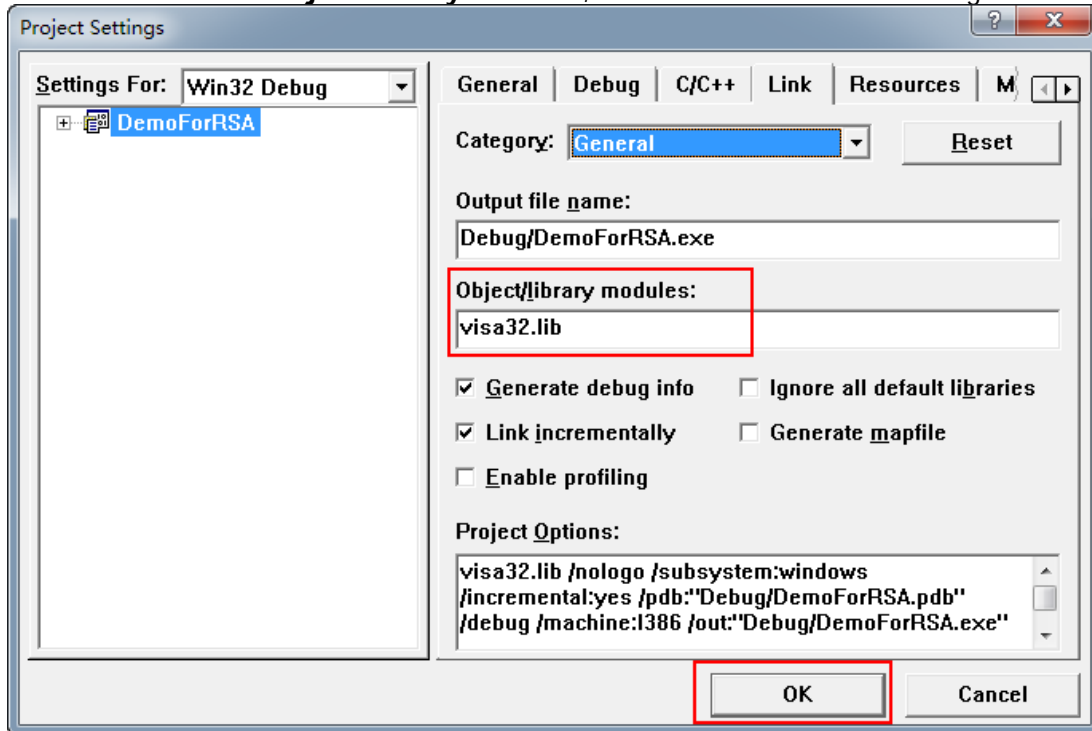 Project Settings
Settings For: Win32 Debug
DemoForRSA
General Debug C/C++ Link Resources M
Category: General Reset
Output file name:
Debug/DemoForRSA.exe
Object/library modules:
visa32.lib
Generate debug info Ignore all default libraries
Link incrementally Generate mapfile
Enable profiling
Project Options:
visa32.lib /nologo /subsystem:windows
/incremental:yes /pdb:"Debug/DemoForRSA.pdb"
/debug /machine:I386 /out:"Debug/DemoForRSA.exe"
OK Cancel